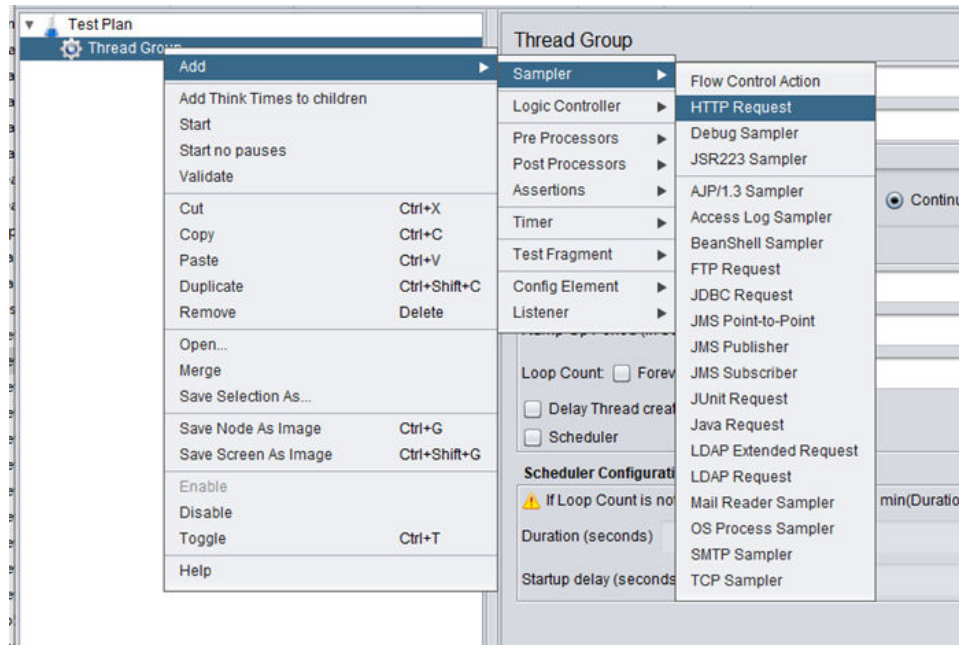 Test Plan
Thread Group
Add
Add Think Times to children
Start
Start no pauses
Validate
Cut Ctrl+X
Copy Ctrl+C
Paste Ctrl+V
Duplicate Ctrl+Shift+C
Remove Delete
Open...
Merge
Save Selection As...
Save Node As Image Ctrl+G
Save Screen As Image Ctrl+Shift+G
Enable
Disable
Toggle Ctrl+T
Help
Thread Group
Sampler
Logic Controller
Pre Processors
Post Processors
Assertions
Timer
Test Fragment
Config Element
Listener
Flow Control Action
HTTP Request
Debug Sampler
JSR223 Sampler
AJP/1.3 Sampler
Access Log Sampler
BeanShell Sampler
FTP Request
JDBC Request
JMS Point-to-Point
JMS Publisher
JMS Subscriber
JUnit Request
Java Request
LDAP Extended Request
LDAP Request
Mail Reader Sampler
OS Process Sampler
SMTP Sampler
TCP Sampler
Continu
Loop Count: Forev
Delay Thread creat
Scheduler
Scheduler Configurati
If Loop Count is no min(Duratio
Duration (seconds)
Startup delay (seconds